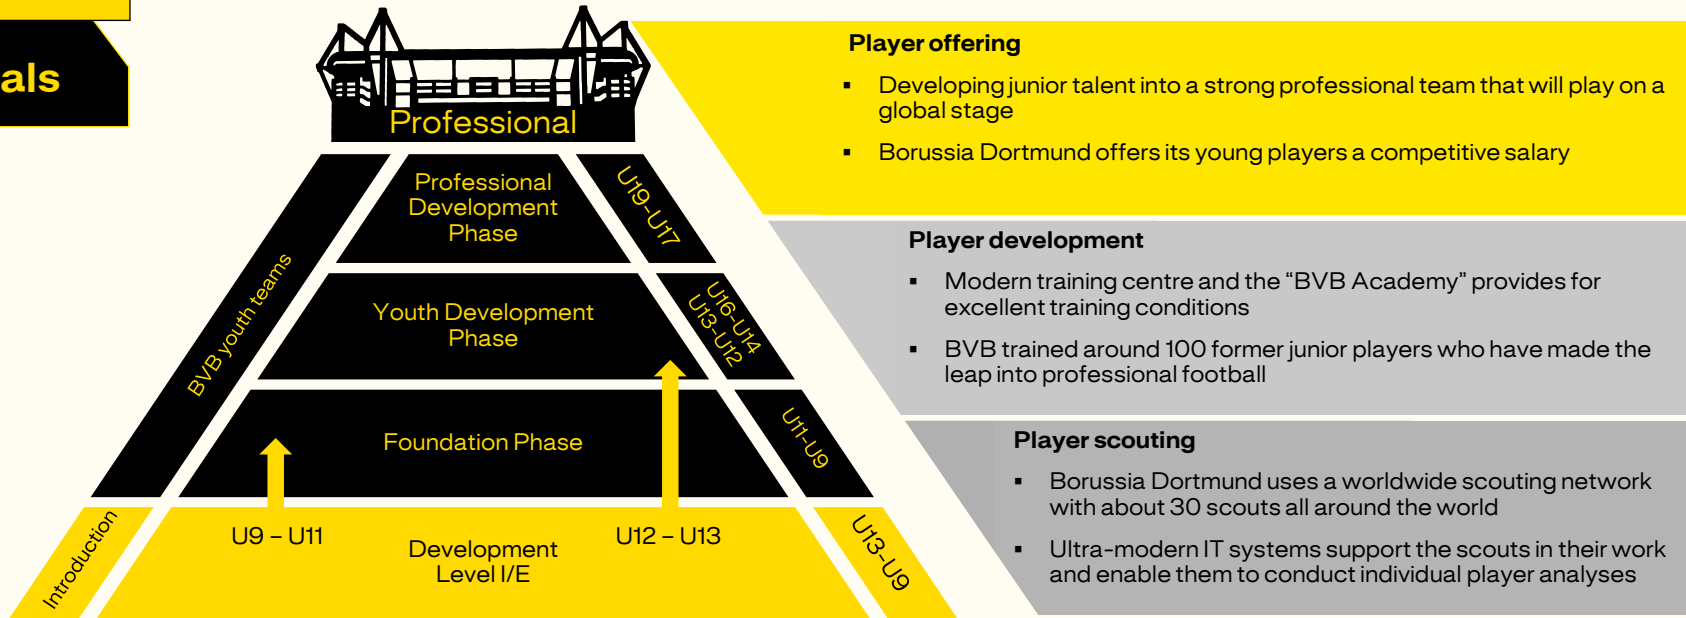 als
Professional
Professional
Development
Phase
U19-U17
BVB youth teams
Youth Development
Phase
U16-U14
U13-U12
Foundation Phase
U11-U9
Introduction
U9 – U11
Development
Level I/E
U12 – U13
U13-U9
Player offering
▪ Developing junior talent into a strong professional team that will play on a
global stage
▪ Borussia Dortmund offers its young players a competitive salary
Player development
▪ Modern training centre and the “BVB Academy” provides for
excellent training conditions
▪ BVB trained around 100 former junior players who have made the
leap into professional football
Player scouting
▪ Borussia Dortmund uses a worldwide scouting network
with about 30 scouts all around the world
▪ Ultra-modern IT systems support the scouts in their work
and enable them to conduct individual player analyses